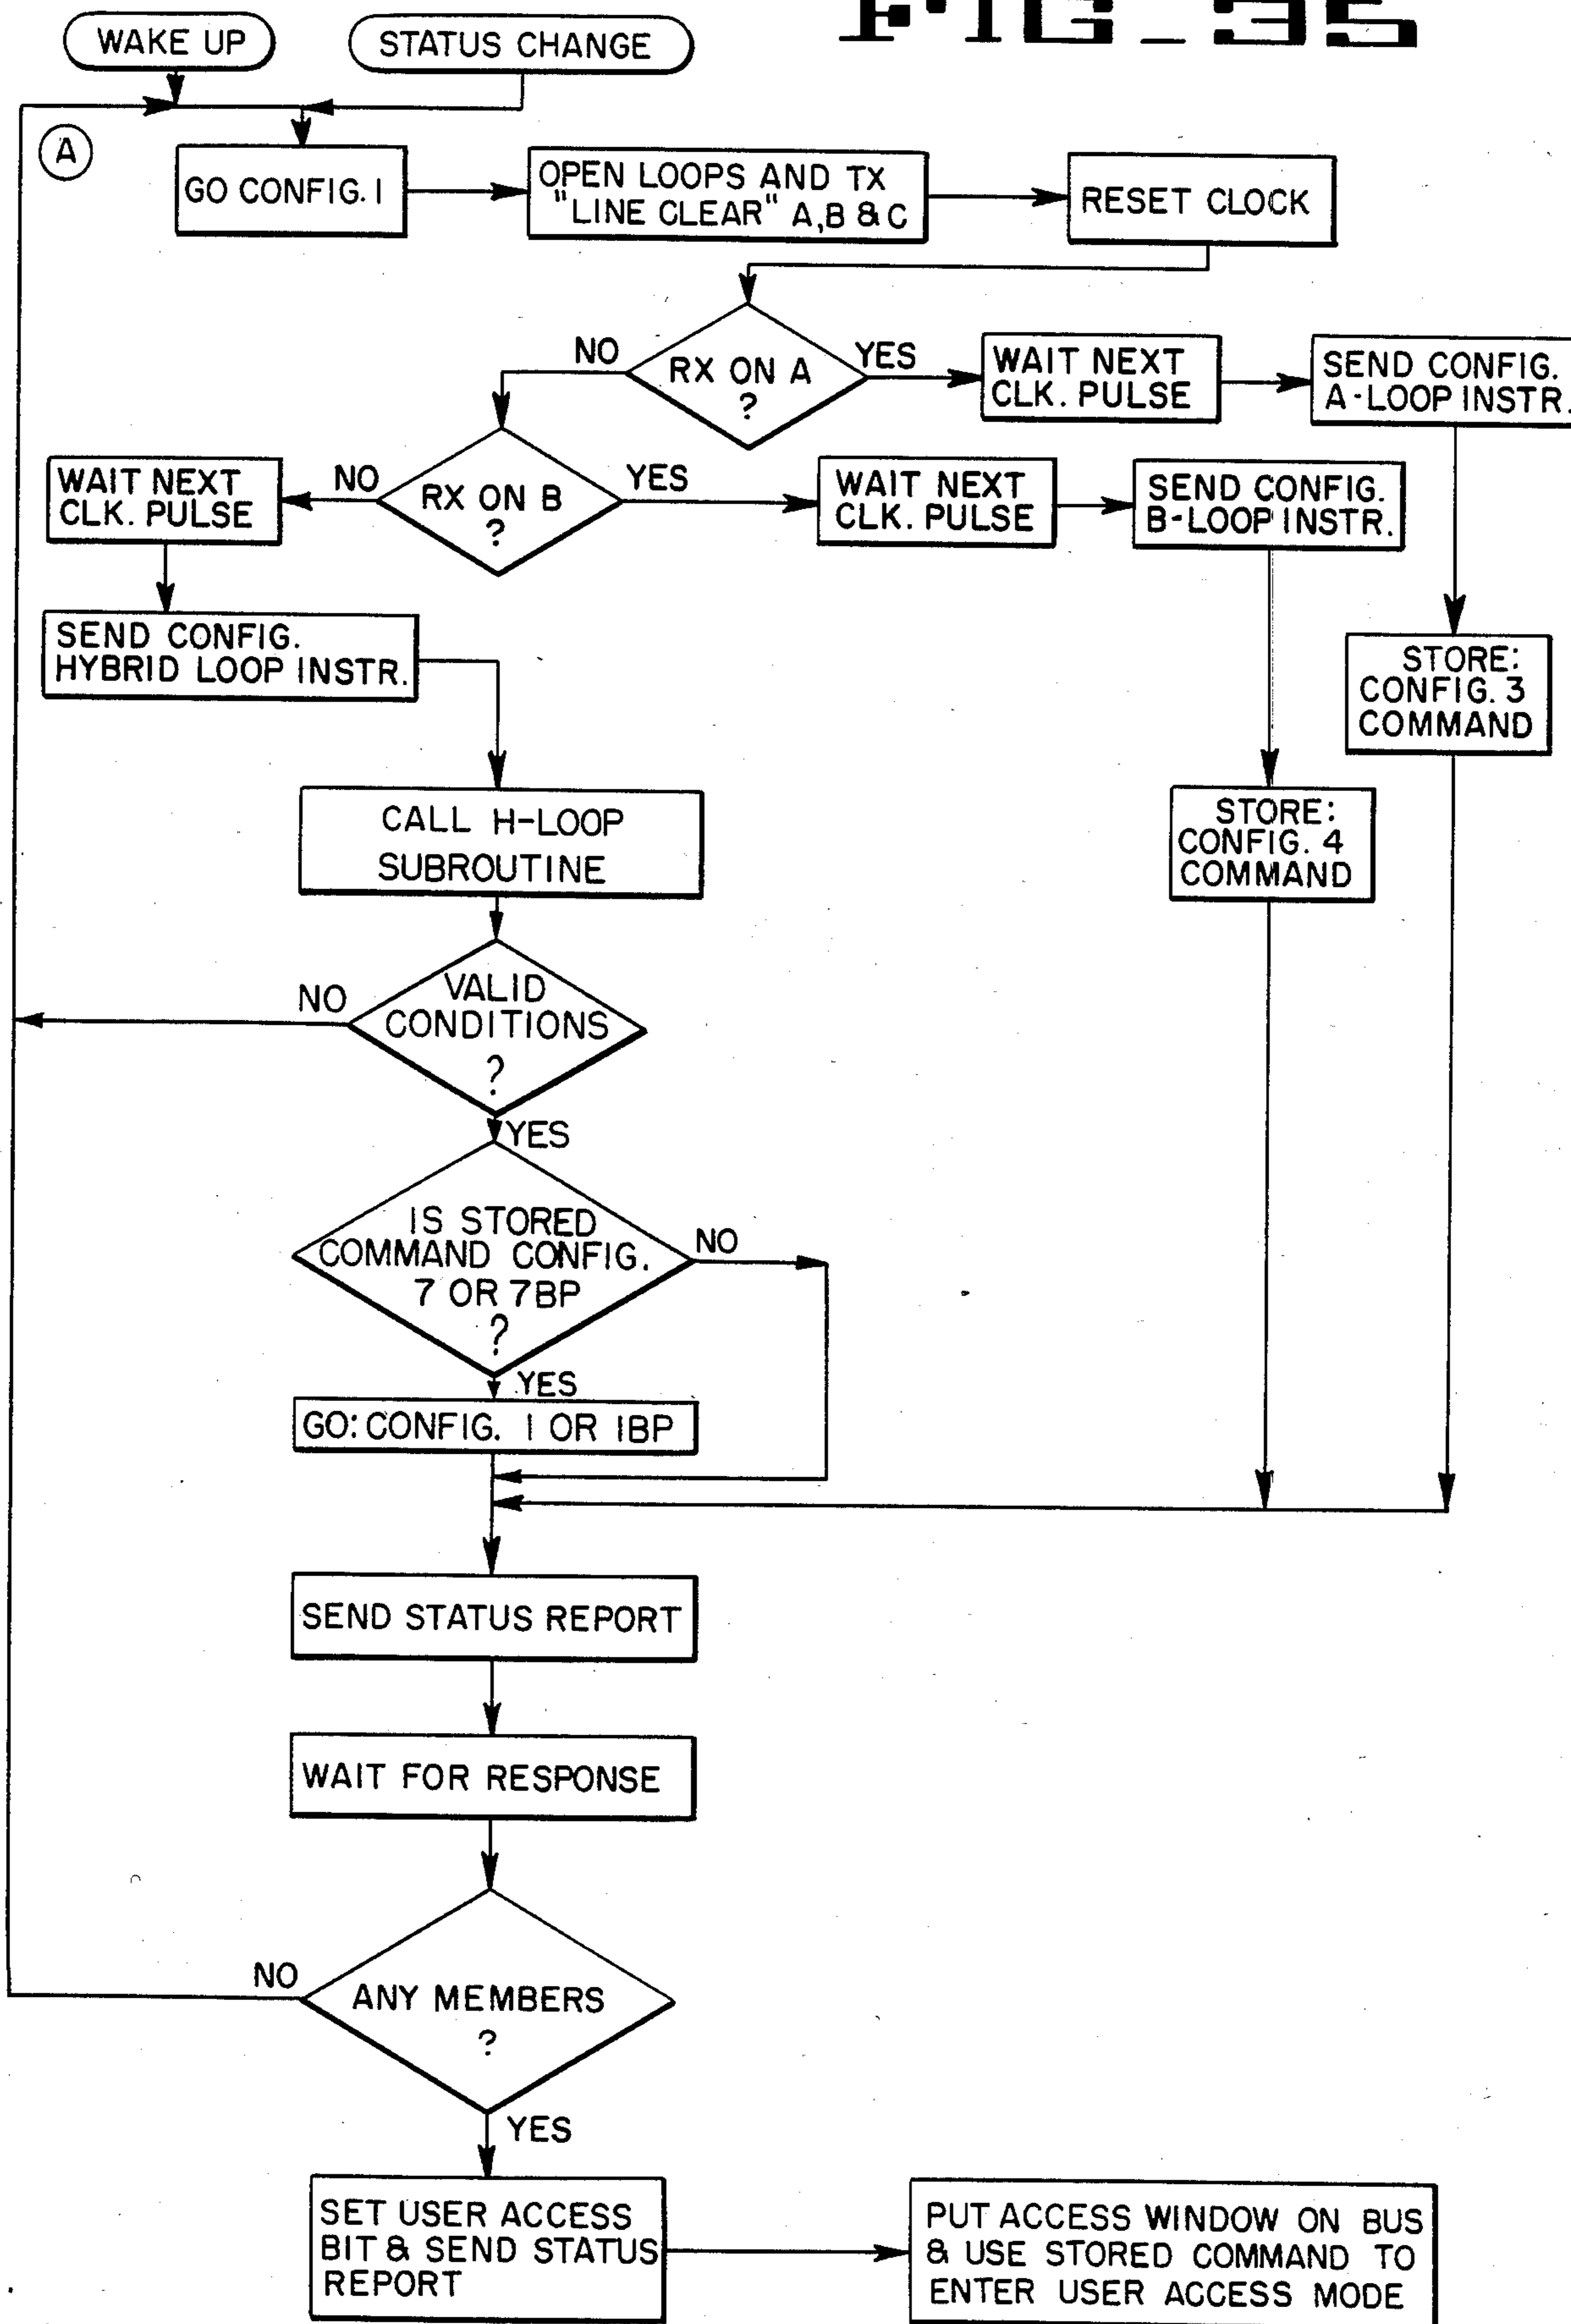 FIG_35
WAKE UP
STATUS CHANGE
A
GO CONFIG. 1
OPEN LOOPS AND TX
"LINE CLEAR" A,B & C
RESET CLOCK
NO
RX ON A
?
YES
WAIT NEXT
CLK. PULSE
SEND CONFIG.
A-LOOP INSTR.
WAIT NEXT
CLK. PULSE
NO
RX ON B
?
YES
WAIT NEXT
CLK. PULSE
SEND CONFIG.
B-LOOP INSTR.
SEND CONFIG.
HYBRID LOOP INSTR.
STORE:
CONFIG. 3
COMMAND
CALL H-LOOP
SUBROUTINE
STORE:
CONFIG. 4
COMMAND
NO
VALID
CONDITIONS
?
YES
IS STORED
COMMAND CONFIG.
7 OR 7BP
?
NO
YES
GO: CONFIG. 1 OR 1BP
SEND STATUS REPORT
WAIT FOR RESPONSE
NO
ANY MEMBERS
?
YES
SET USER ACCESS
BIT & SEND STATUS
REPORT
PUT ACCESS WINDOW ON BUS
& USE STORED COMMAND TO
ENTER USER ACCESS MODE